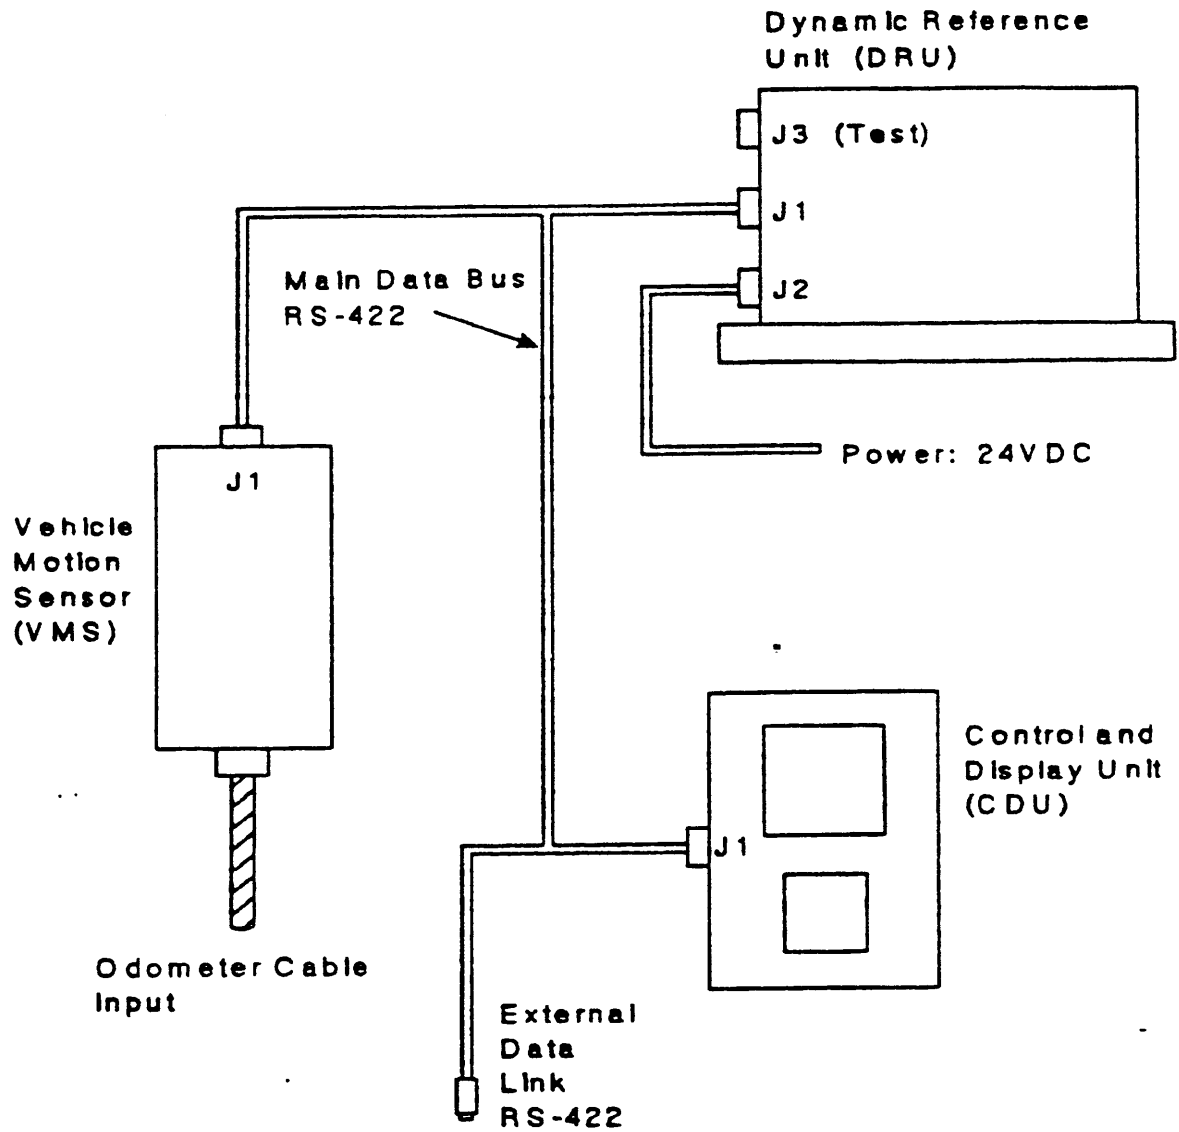 Dynamic Reference
Unit (DRU)
J3 (Test)
J1
J2
Main Data Bus
RS-422
Power: 24VDC
J1
Vehicle
Motion
Sensor
(VMS)
Control and
Display Unit
(CDU)
J1
Odometer Cable
Input
External
Data
Link
RS-422